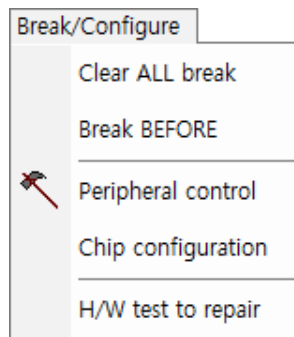 Break/Configure
Clear ALL break
Break BEFORE
Peripheral control
Chip configuration
H/W test to repair